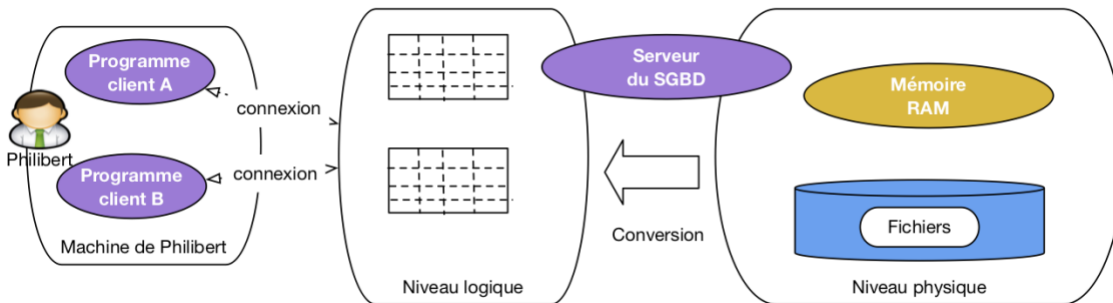 Programme
client A
connexion
Philibert
Programme
client B
connexion
Machine de Philibert
Niveau logique
Serveur
du SGBD
Conversion
Mémoire
RAM
Fichiers
Niveau physique